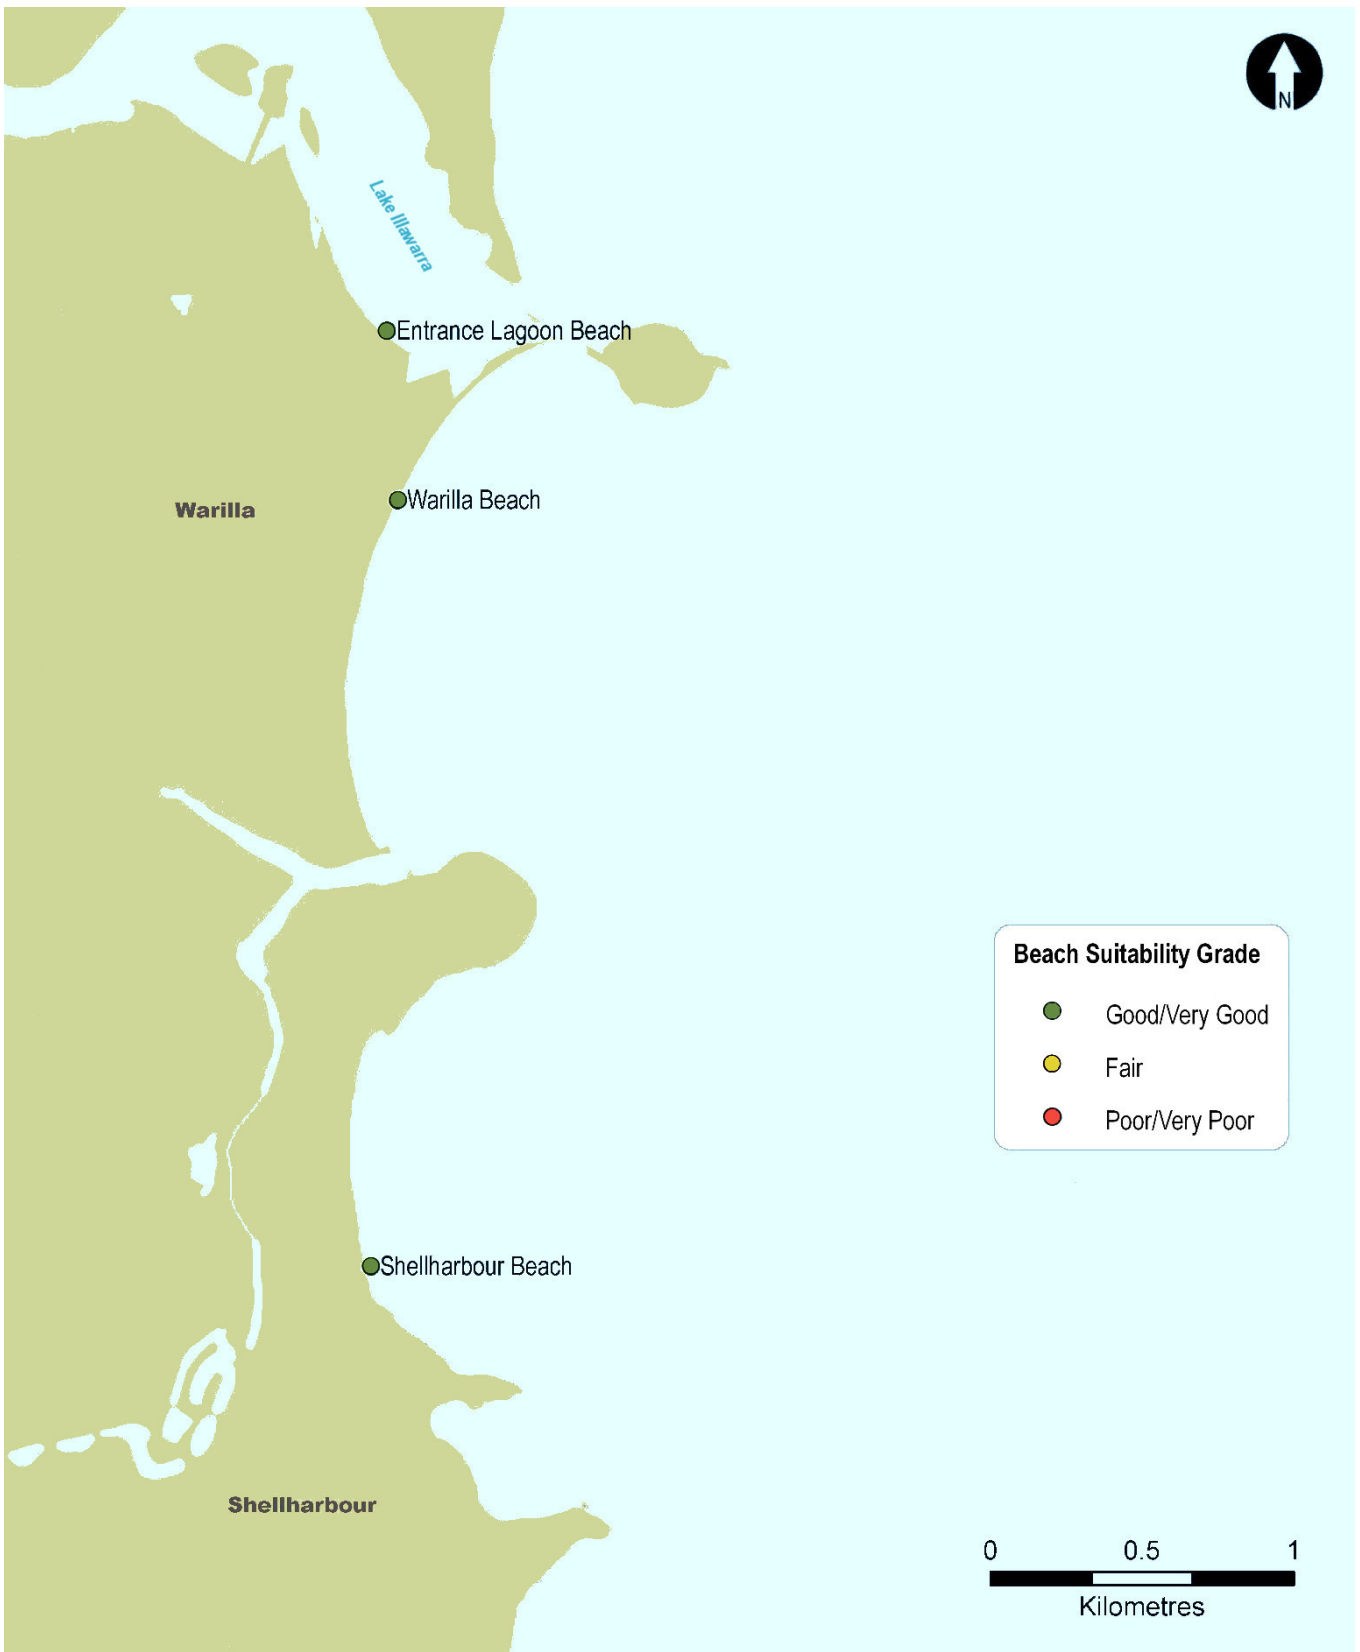 N
Lake Illawarra
Entrance Lagoon Beach
Warilla Beach
Warilla
Beach Suitability Grade
Good/Very Good
Fair
Poor/Very Poor
Shellharbour Beach
Shellharbour
0 0.5 1
Kilometres